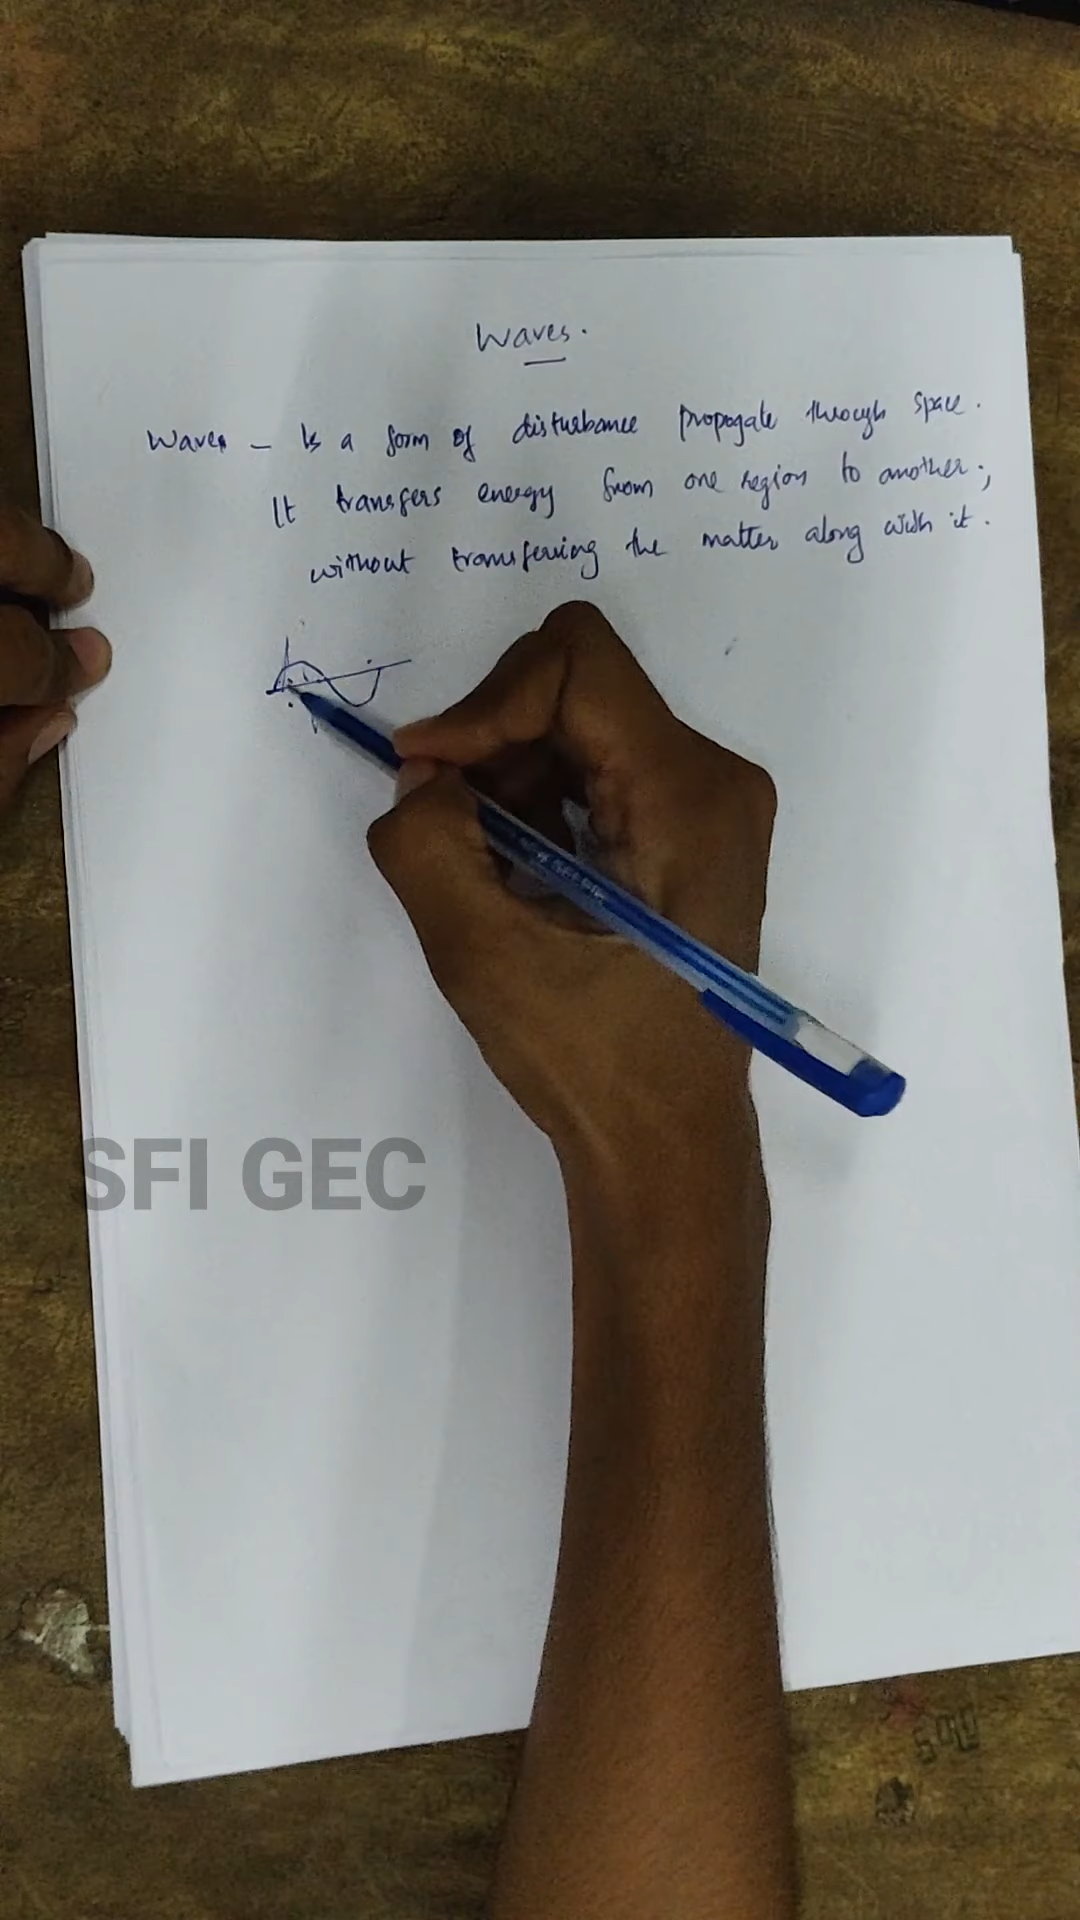 Waves.
Waves - Is a form of disturbance propogate through space.
It transfers energy from one region to another;
without transfering the matter along with it.
SFI GEC